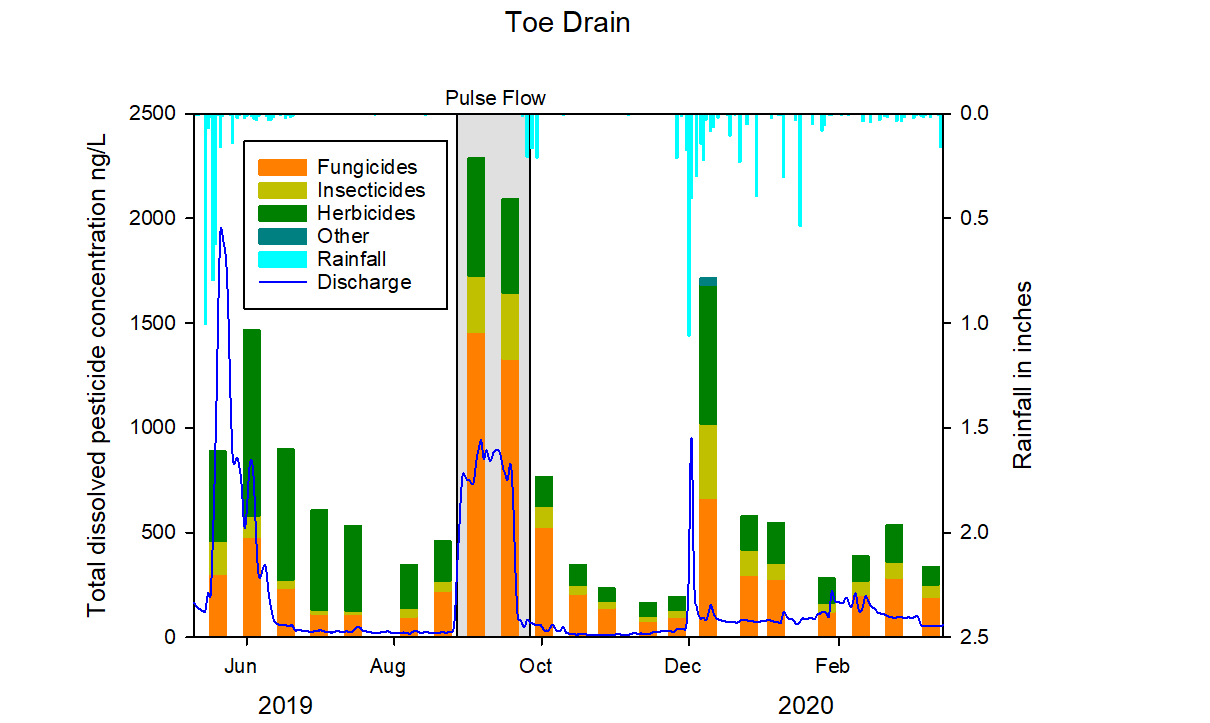 Toe Drain
Pulse Flow
Total dissolved pesticide concentration ng/L
2500
2000
1500
1000
500
0
Fungicides
Insecticides
Herbicides
Other
Rainfall
Discharge
0.0
0.5
1.0
1.5
2.0
2.5
Rainfall in inches
Jun Aug Oct Dec Feb
2019 2020